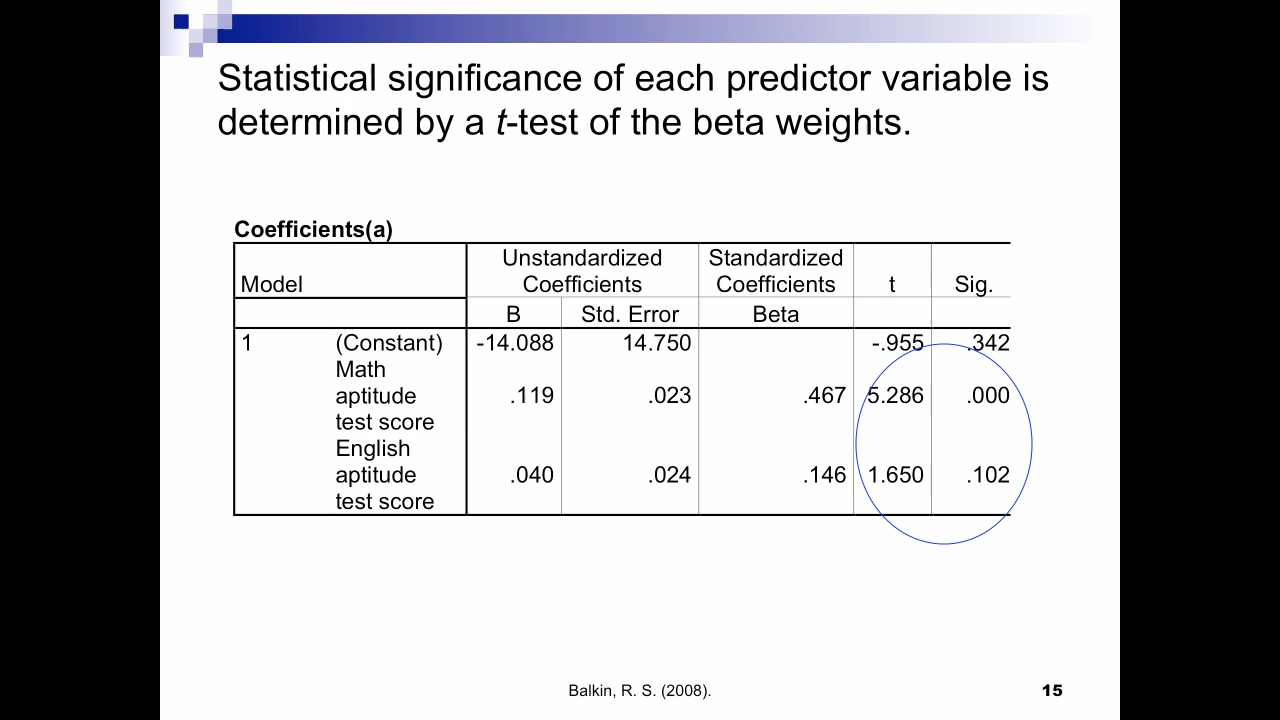 Statistical significance of each predictor variable is
determined by a t-test of the beta weights.
Coefficients(a)
Model Unstandardized Coefficients Standardized Coefficients t Sig.
B Std. Error Beta
1 (Constant) -14.088 14.750 -.955 .342
Math
aptitude .119 .023 .467 5.286 .000
test score
English
aptitude .040 .024 .146 1.650 .102
test score
Balkin, R. S. (2008).
15